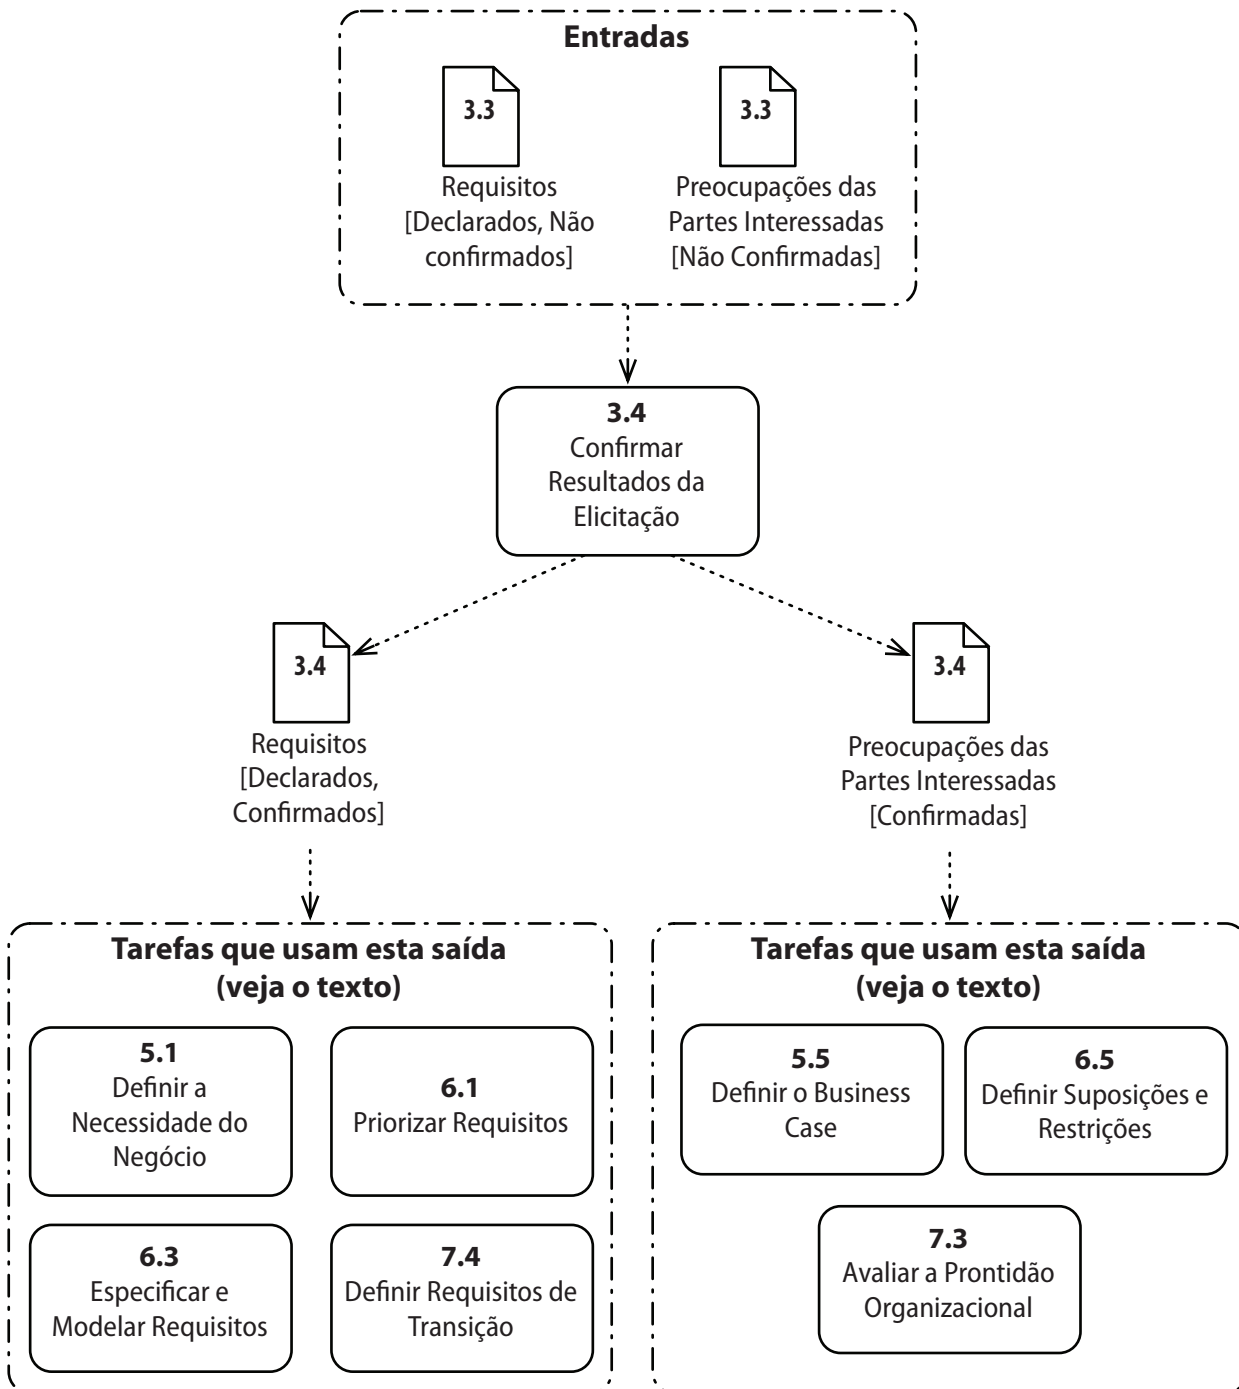 Entradas
3.3
Requisitos
[Declarados, Não
confirmados]
3.3
Preocupações das
Partes Interessadas
[Não Confirmadas]
3.4
Confirmar
Resultados da
Elicitação
3.4
Requisitos
[Declarados,
Confirmados]
3.4
Preocupações das
Partes Interessadas
[Confirmadas]
Tarefas que usam esta saída
(veja o texto)
5.1
Definir a
Necessidade do
Negócio
6.1
Priorizar Requisitos
6.3
Especificar e
Modelar Requisitos
7.4
Definir Requisitos de
Transição
Tarefas que usam esta saída
(veja o texto)
5.5
Definir o Business
Case
6.5
Definir Suposições e
Restrições
7.3
Avaliar a Prontidão
Organizacional